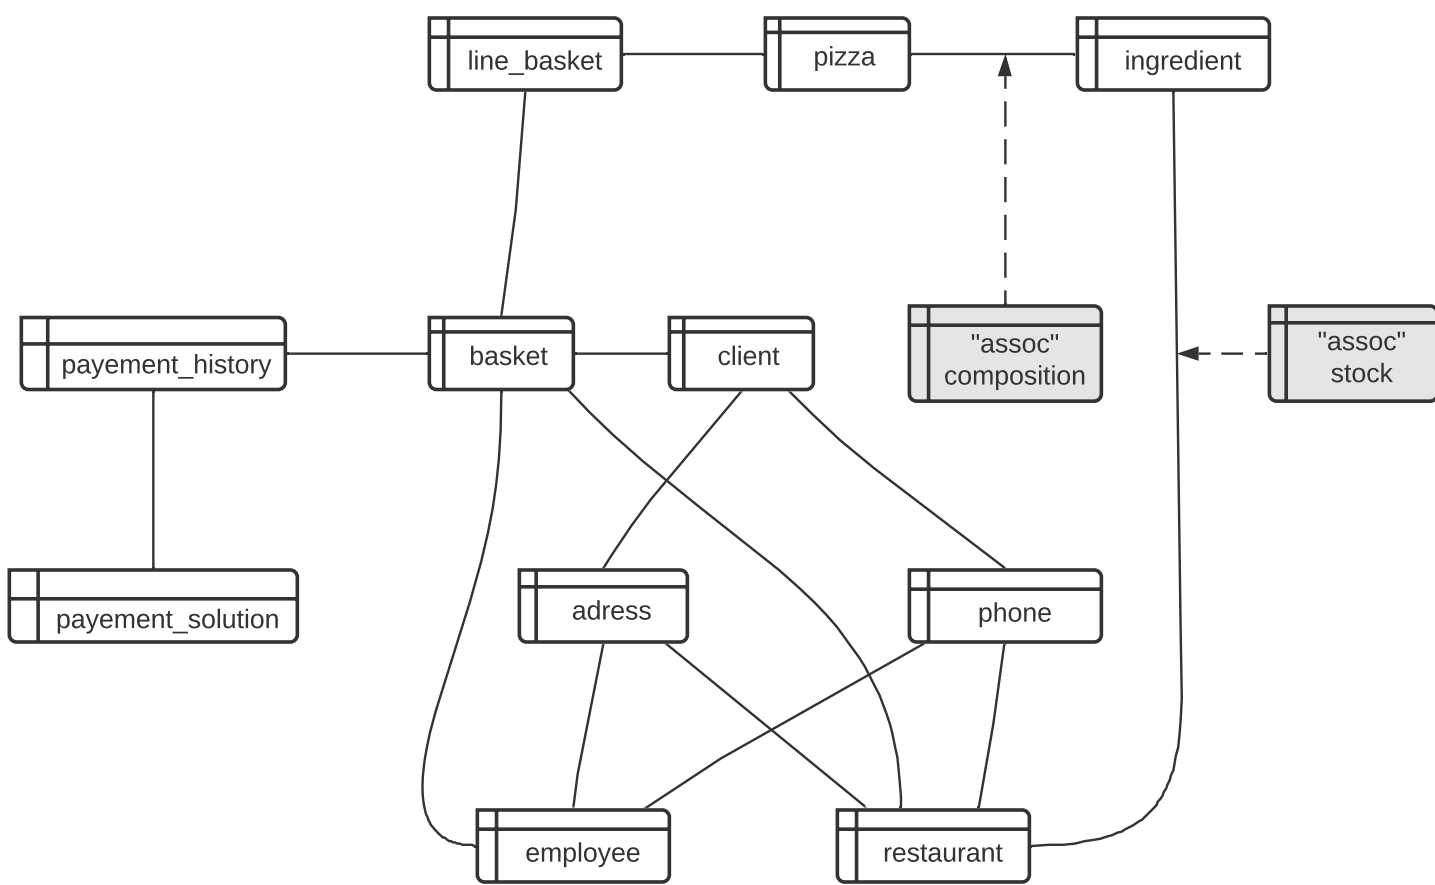 line_basket
pizza
ingredient
payement_history
basket
client
"assoc"
composition
"assoc"
stock
payement_solution
adress
phone
employee
restaurant